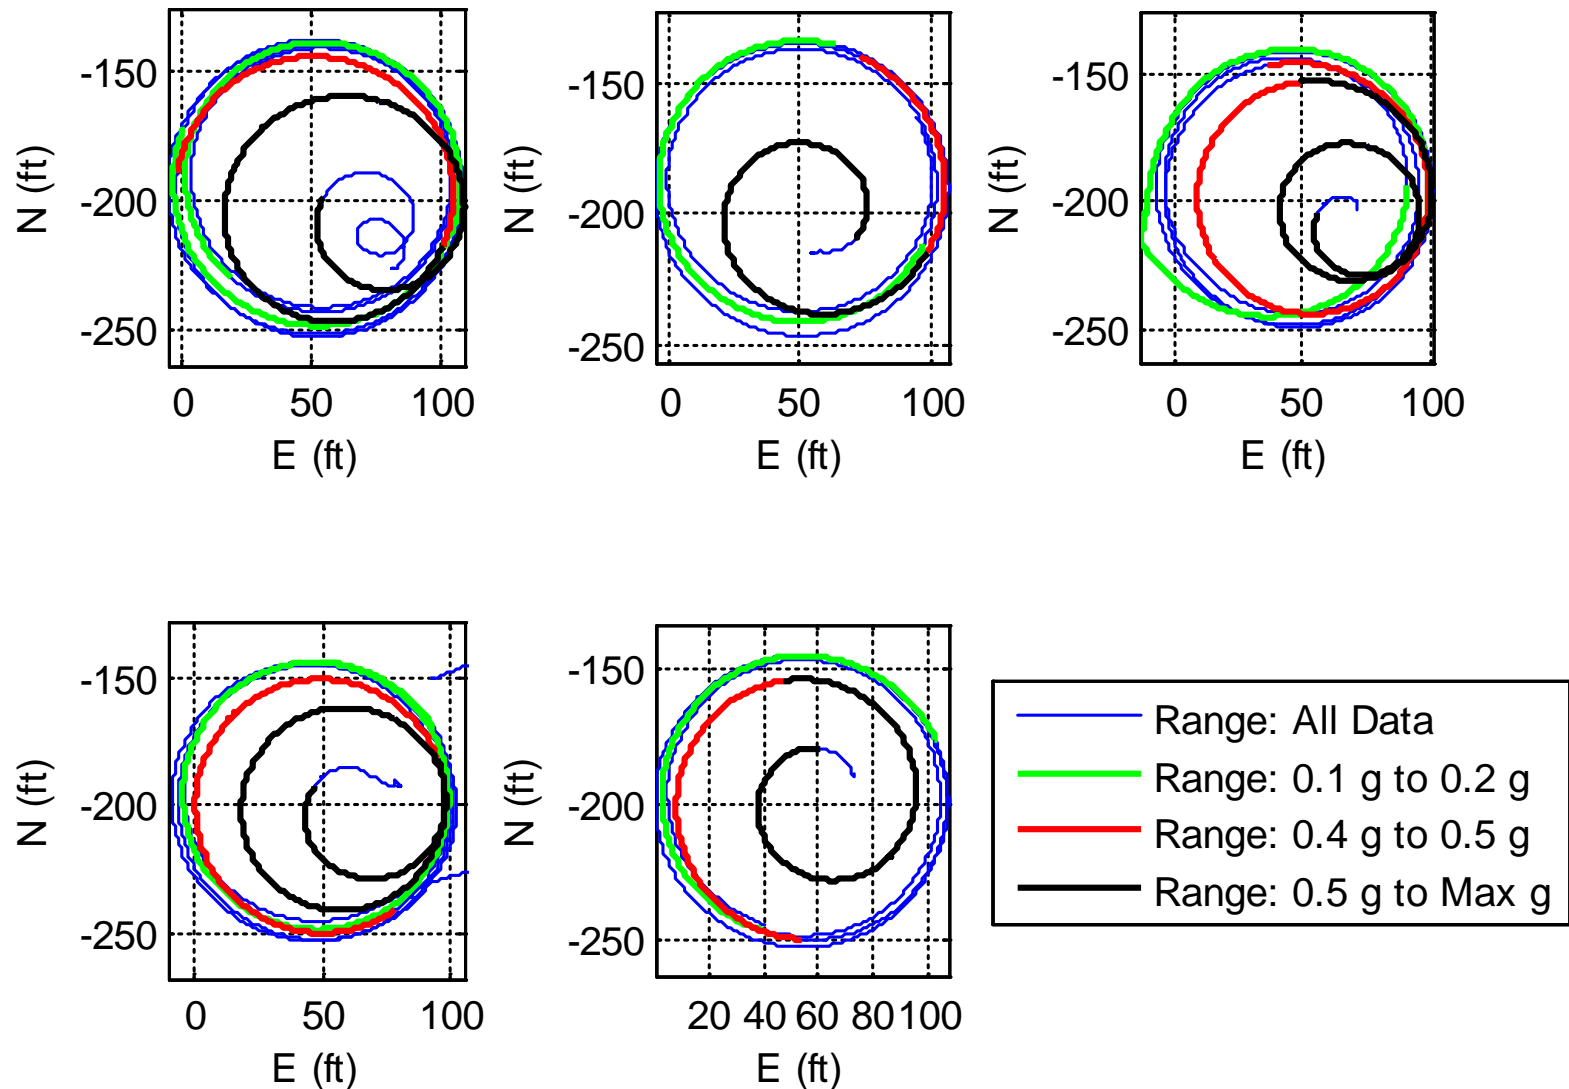 -150
-200
-250
N (ft)
0 50 100
E (ft)
-150
-200
-250
N (ft)
0 50 100
E (ft)
-150
-200
-250
N (ft)
0 50 100
E (ft)
-150
-200
-250
N (ft)
0 50 100
E (ft)
-150
-200
-250
N (ft)
20 40 60 80 100
E (ft)
Range: All Data
Range: 0.1 g to 0.2 g
Range: 0.4 g to 0.5 g
Range: 0.5 g to Max g